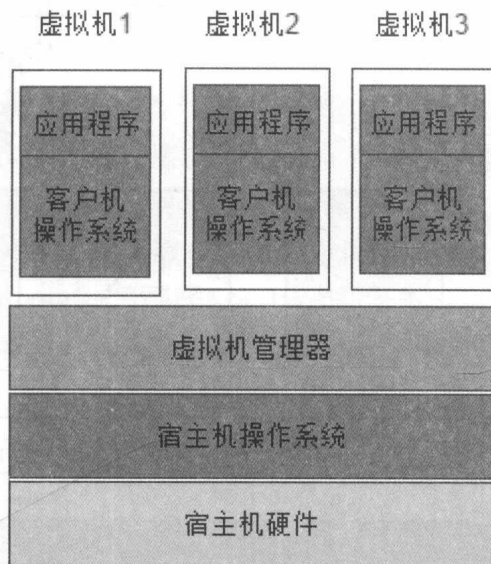 虚拟机1 虚拟机2 虚拟机3
应用程序 应用程序 应用程序
客户机 客户机 客户机
操作系统 操作系统 操作系统
虚拟机管理器
宿主机操作系统
宿主机硬件